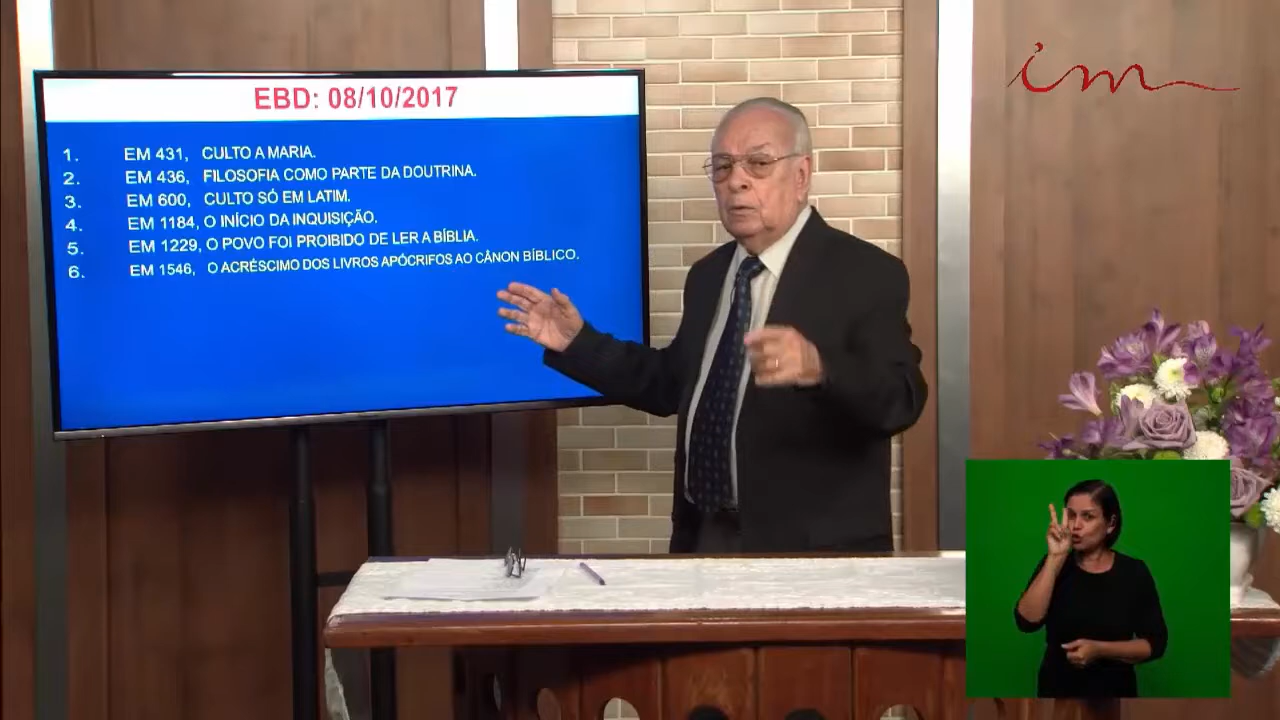 EBD: 08/10/2017
1. EM 431, CULTO A MARIA.
2. EM 436, FILOSOFIA COMO PARTE DA DOUTRINA.
3. EM 600, CULTO SÓ EM LATIM.
4. EM 1184, O INÍCIO DA INQUISIÇÃO.
5. EM 1229, O POVO FOI PROIBIDO DE LER A BÍBLIA.
6. EM 1546, O ACRÉSCIMO DOS LIVROS APÓCRIFOS AO CÂNON BÍBLICO.
im